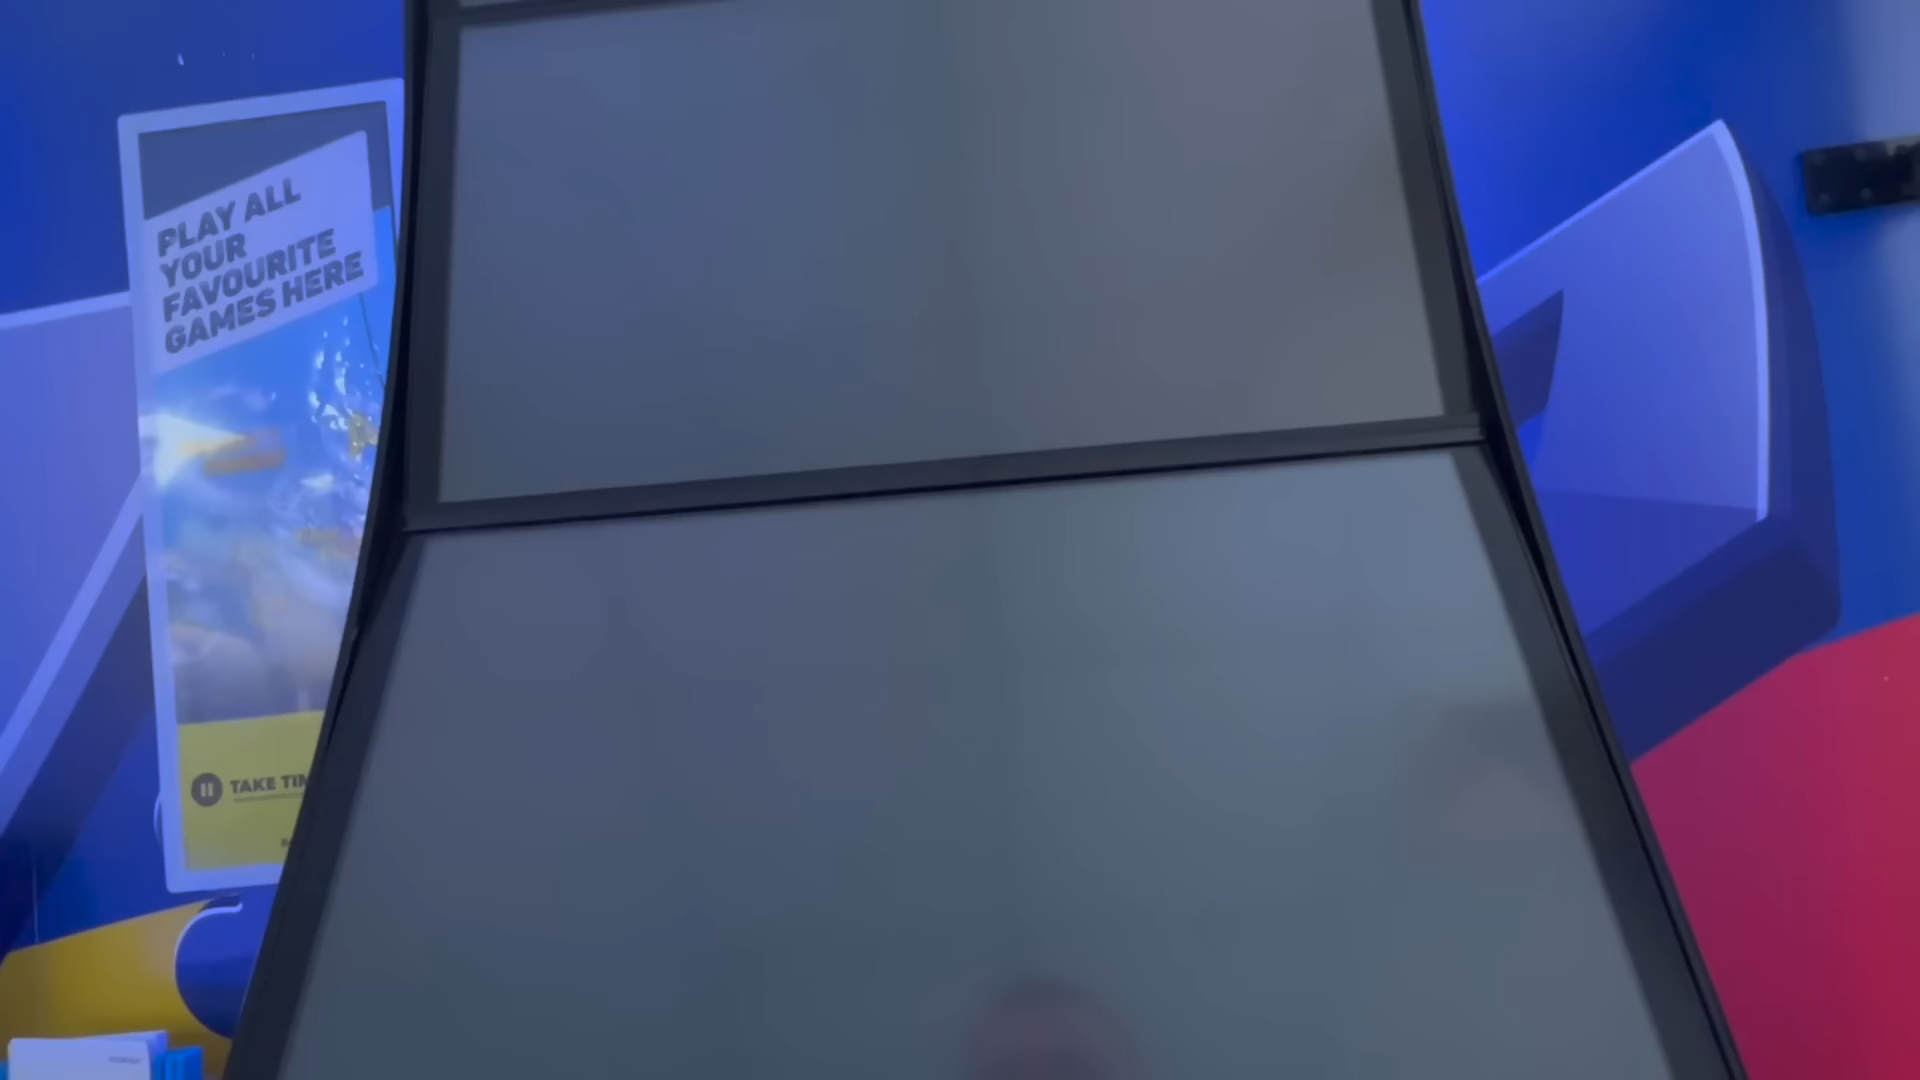 PLAY ALL
YOUR
FAVOURITE
GAMES HERE
TAKE TIM